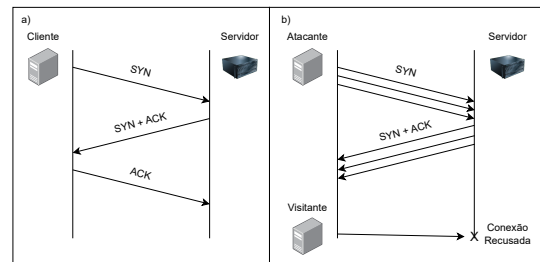 a)
Cliente
Servidor
SYN
SYN + ACK
ACK
b)
Atacante
Servidor
SYN
SYN + ACK
Visitante
X
Conexão
Recusada